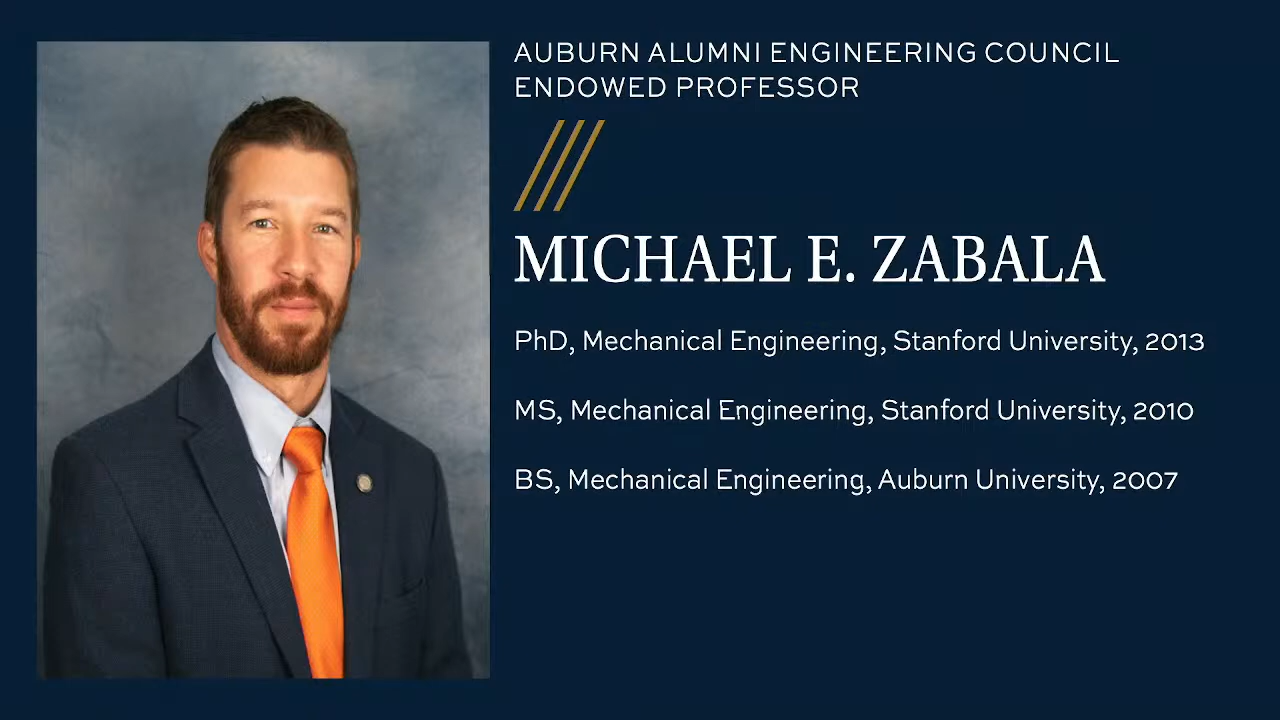 AUBURN ALUMNI ENGINEERING COUNCIL
ENDOWED PROFESSOR
MICHAEL E. ZABALA
PhD, Mechanical Engineering, Stanford University, 2013
MS, Mechanical Engineering, Stanford University, 2010
BS, Mechanical Engineering, Auburn University, 2007